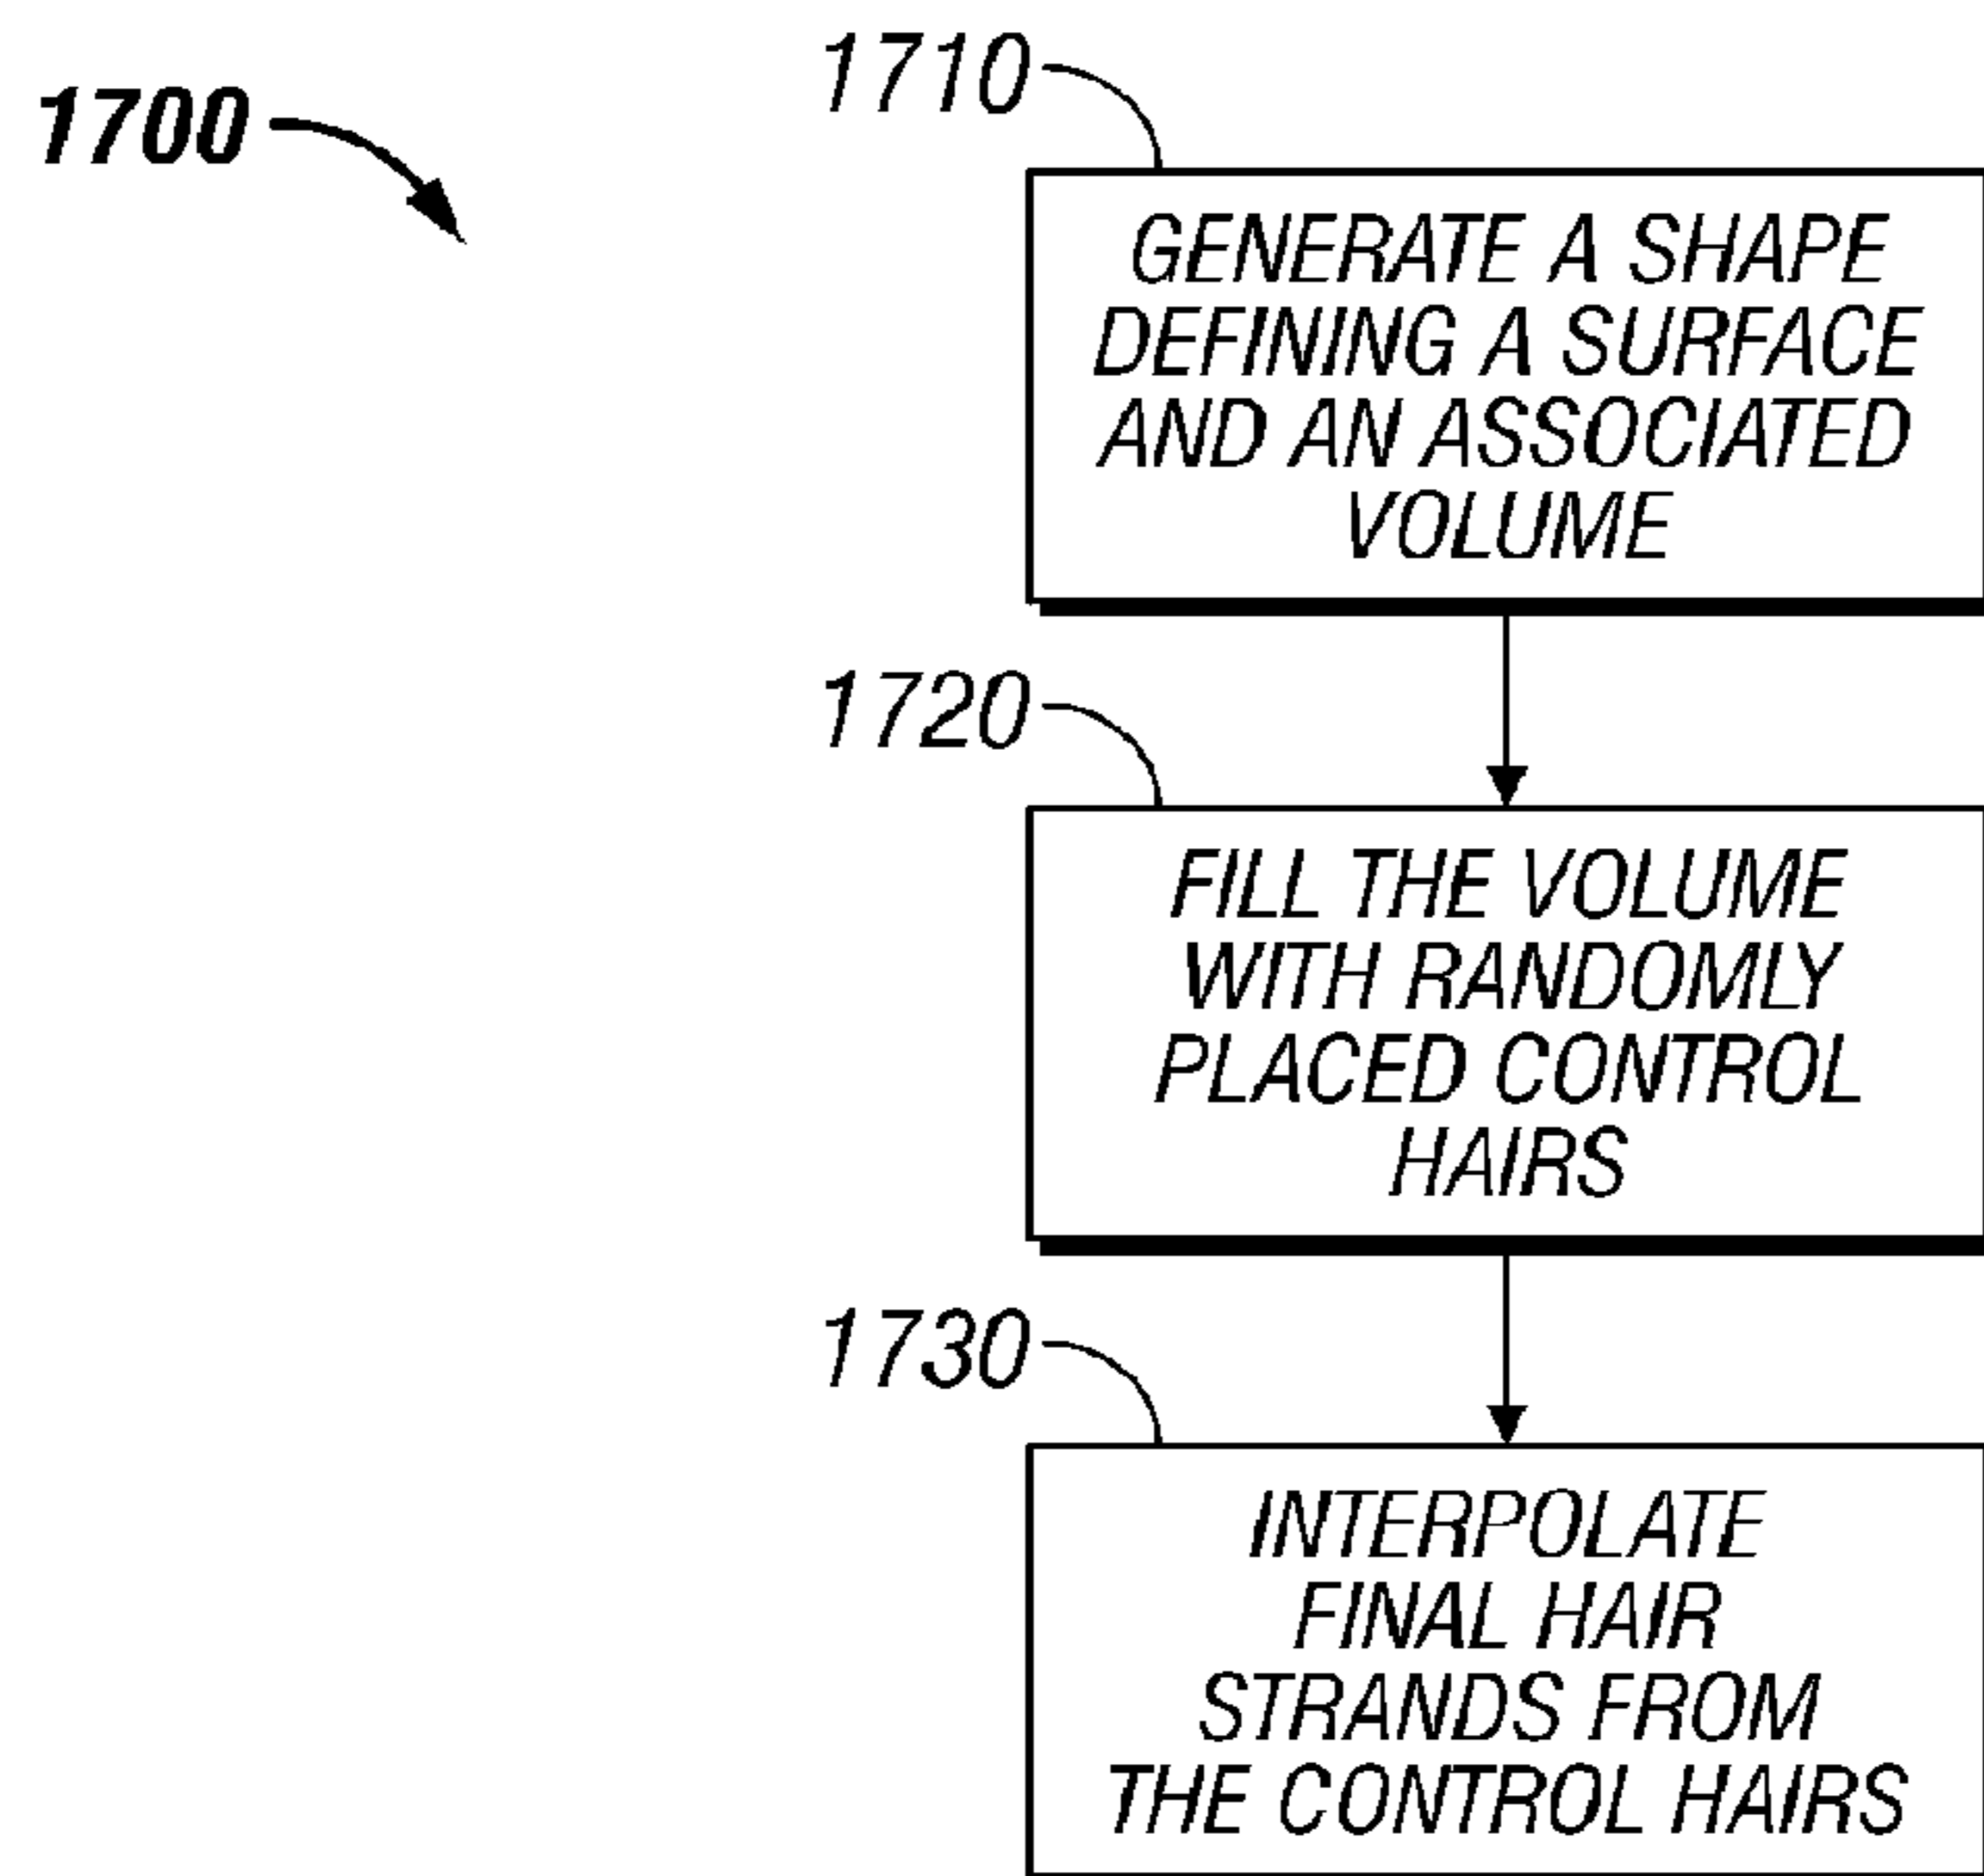 1700
1710
GENERATE A SHAPE
DEFINING A SURFACE
AND AN ASSOCIATED
VOLUME
1720
FILL THE VOLUME
WITH RANDOMLY
PLACED CONTROL
HAIRS
1730
INTERPOLATE
FINAL HAIR
STRANDS FROM
THE CONTROL HAIRS